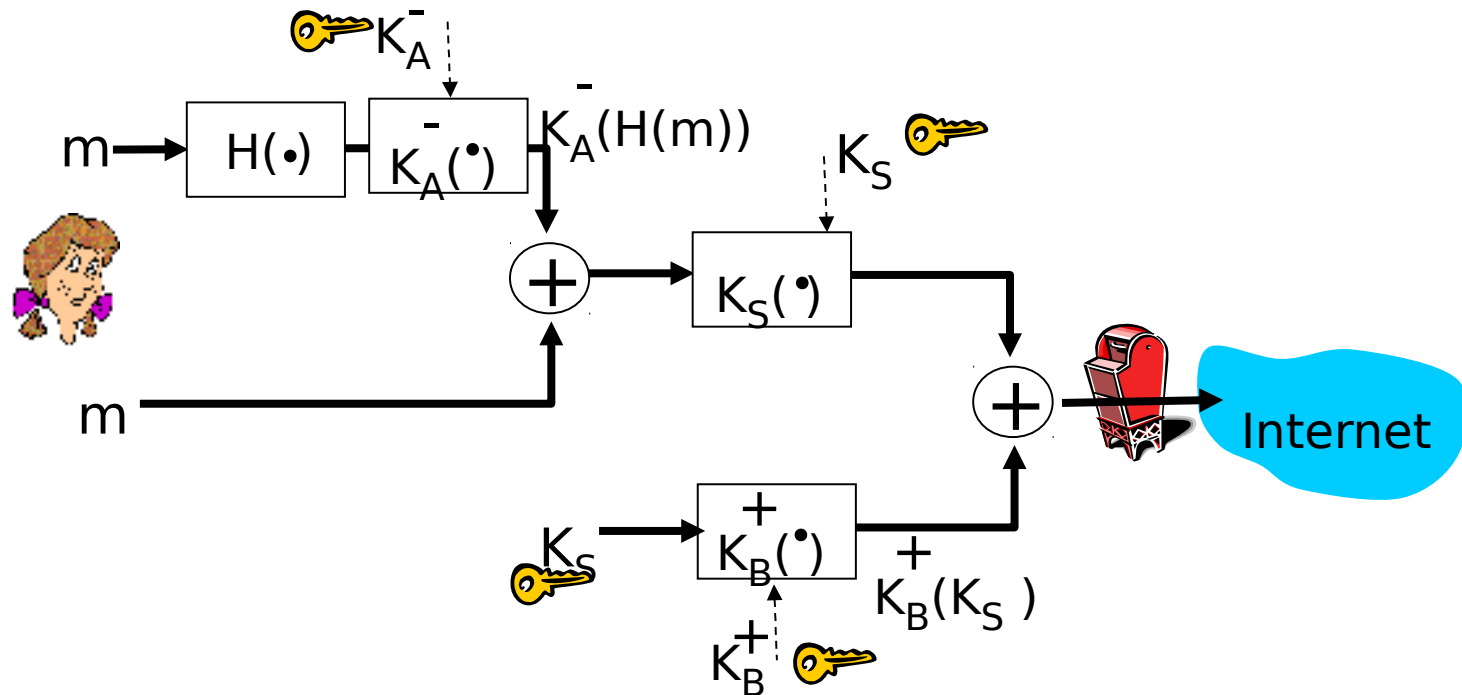 K_A^-
m
H(•)
K_A^-(•)
K_A^-(H(m))
K_S
+
K_S(•)
m
+
Internet
K_S
K_B^+(•)
K_B^+(K_S )
K_B^+